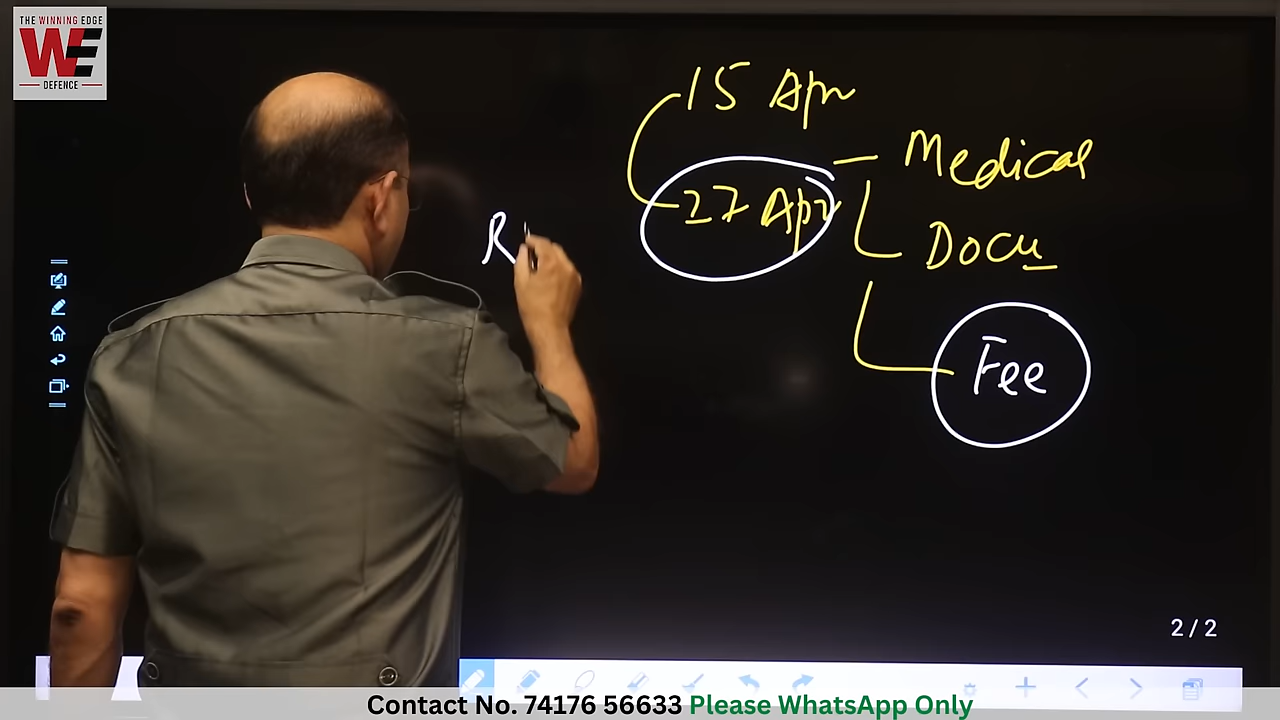 THE WINNING EDGE
WE
DEFENCE
15 Apr
27 Apr
Medical
Docu
R
Fee
2/2
Contact No. 74176 56633 Please WhatsApp Only